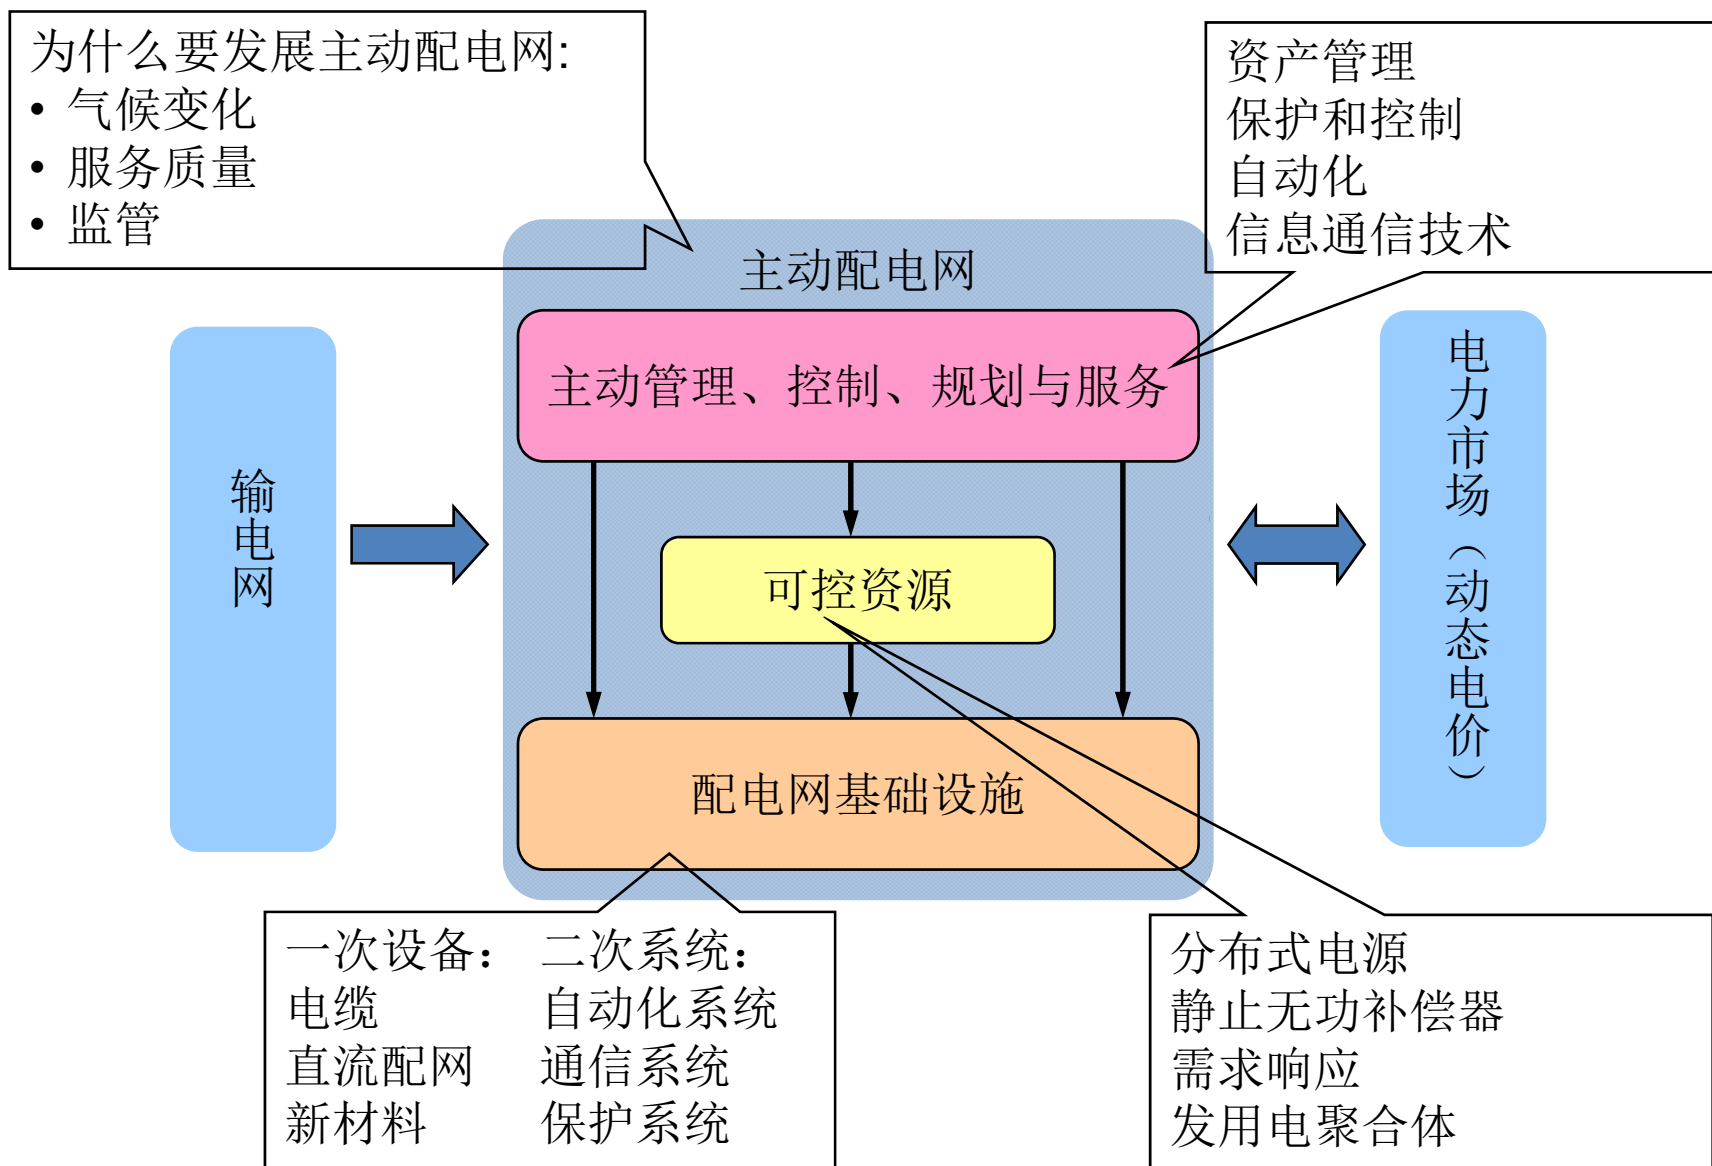 为什么要发展主动配电网:
• 气候变化
• 服务质量
• 监管
资产管理
保护和控制
自动化
信息通信技术
主动配电网
主动管理、控制、规划与服务
输电网
可控资源
电力市场（动态电价）
配电网基础设施
一次设备： 二次系统：
电缆 自动化系统
直流配网 通信系统
新材料 保护系统
分布式电源
静止无功补偿器
需求响应
发用电聚合体